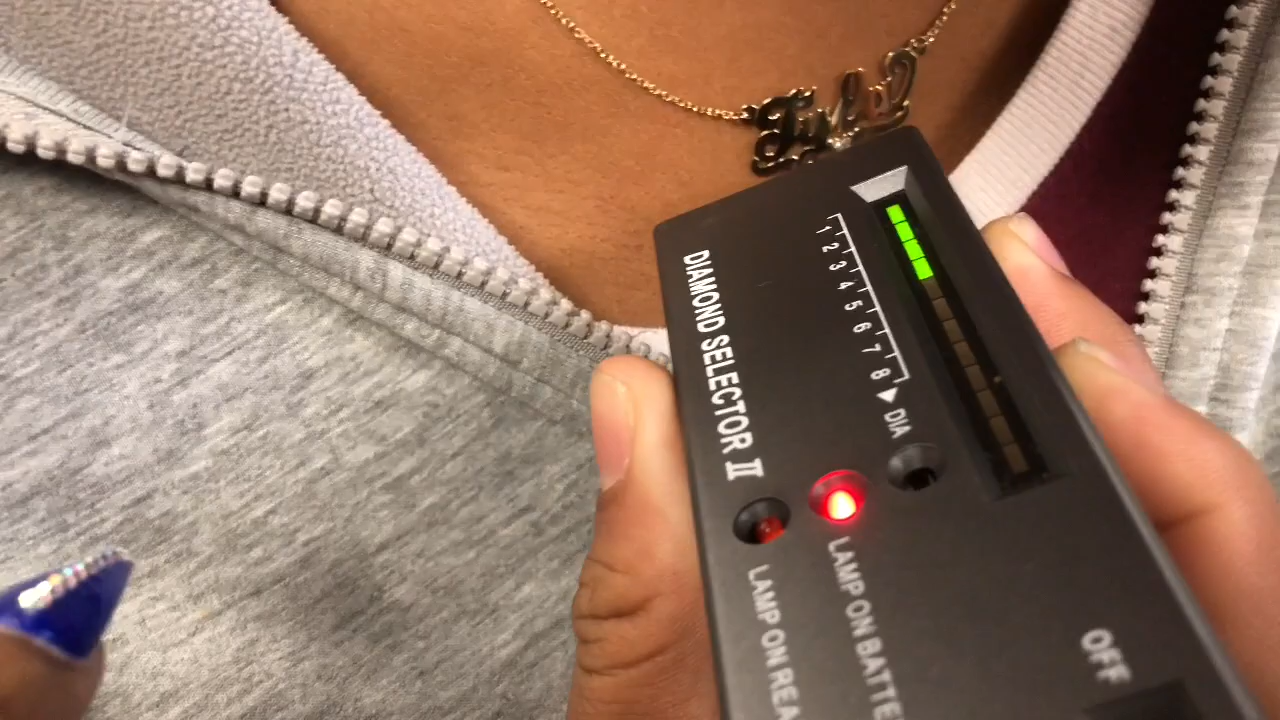 1 2 3 4 5 6 7 8 ▶ DIA
DIAMOND SELECTOR II
LAMP ON BATTE
LAMP ON REA
OFF